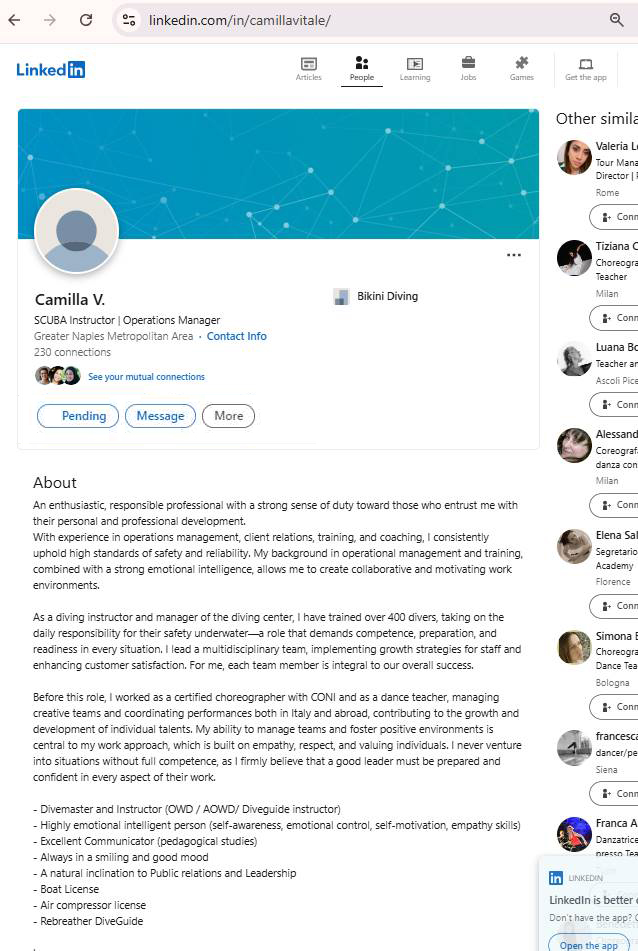 linkedin.com/in/camillavitale/
Linkedin
Articles
People
Learning
Jobs
Games
Get the app
Camilla V.
SCUBA Instructor | Operations Manager
Greater Naples Metropolitan Area · Contact Info
230 connections
See your mutual connections
Bikini Diving
Pending
Message
More
About
An enthusiastic, responsible professional with a strong sense of duty toward those who entrust me with
their personal and professional development.
With experience in operations management, client relations, training, and coaching, I consistently
uphold high standards of safety and reliability. My background in operational management and training,
combined with a strong emotional intelligence, allows me to create collaborative and motivating work
environments.
As a diving instructor and manager of the diving center, I have trained over 400 divers, taking on the
daily responsibility for their safety underwater—a role that demands competence, preparation, and
readiness in every situation. I lead a multidisciplinary team, implementing growth strategies for staff and
enhancing customer satisfaction. For me, each team member is integral to our overall success.
Before this role, I worked as a certified choreographer with CONI and as a dance teacher, managing
creative teams and coordinating performances both in Italy and abroad, contributing to the growth and
development of individual talents. My ability to manage teams and foster positive environments is
central to my work approach, which is built on empathy, respect, and valuing individuals. I never venture
into situations without full competence, as I firmly believe that a good leader must be prepared and
confident in every aspect of their work.
- Divemaster and Instructor (OWD / AOWD/ Diveguide instructor)
- Highly emotional intelligent person (self-awareness, emotional control, self-motivation, empathy skills)
- Excellent Communicator (pedagogical studies)
- Always in a smiling and good mood
- A natural inclination to Public relations and Leadership
- Boat License
- Air compressor license
- Rebreather DiveGuide
Other simila
Valeria L
Tour Mana
Director | 
Rome
Conn
Tiziana C
Choreogra
Teacher
Milan
Conn
Luana Bo
Teacher an
Ascoli Pice
Conn
Alessand
Coreograf
danza con
Milan
Conn
Elena Sal
Segretario
Academy
Florence
Conn
Simona B
Choreogra
Dance Tea
Bologna
Conn
francesca
dancer/pe
Siena
Conn
Franca A
Danzatrice
presso Tea
LINKEDIN
LinkedIn is better
Don't have the app?
Open the app